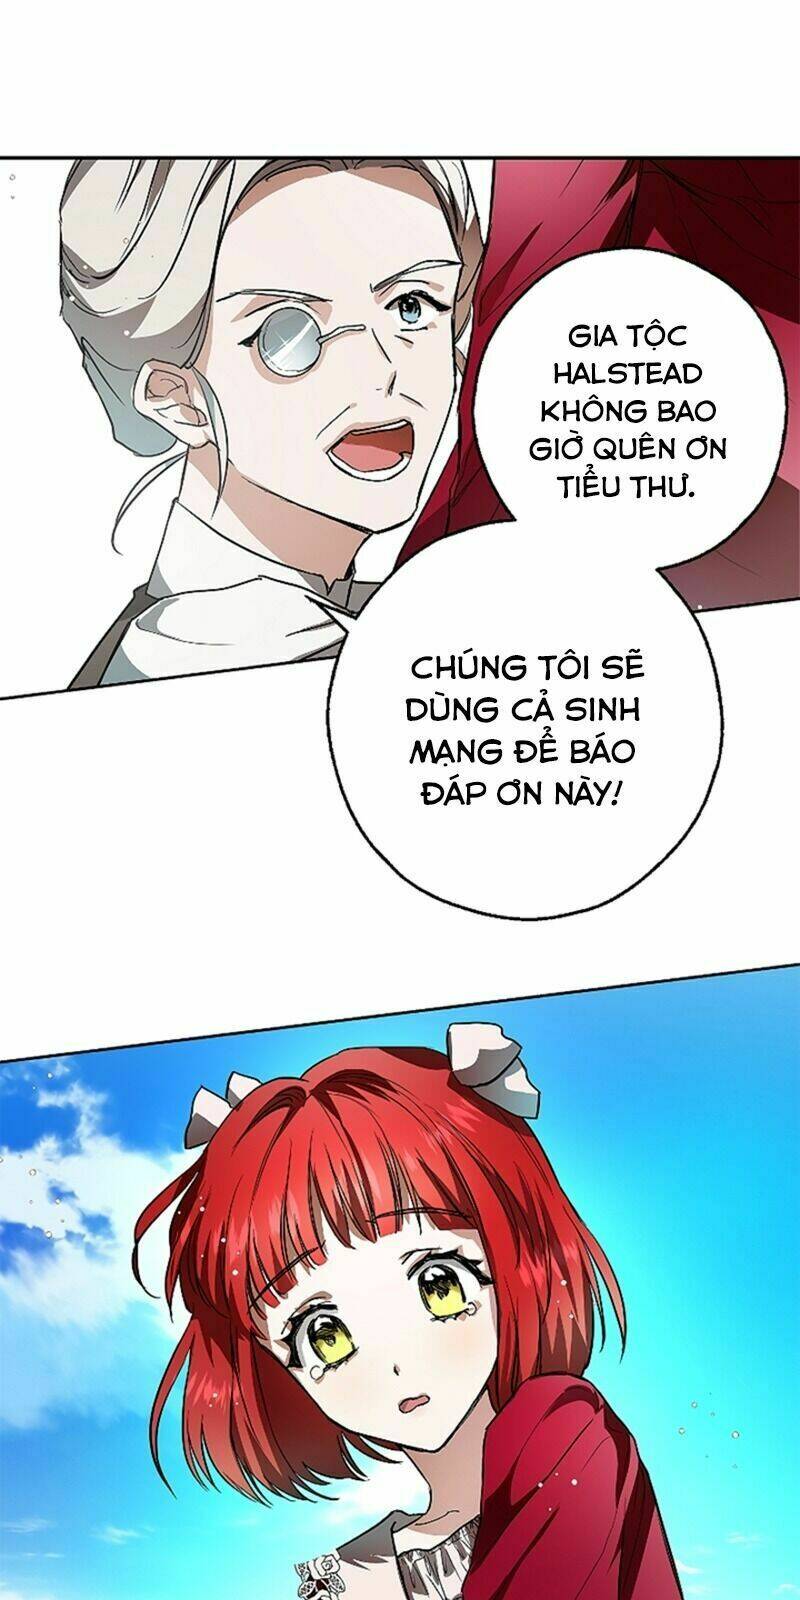 GIA TỘC
HALSTEAD
KHÔNG BAO
GIỜ QUÊN ƠN
TIỂU THƯ.
CHÚNG TÔI SẼ
DÙNG CẢ SINH
MẠNG ĐỂ BÁO
ĐÁP ƠN NÀY!